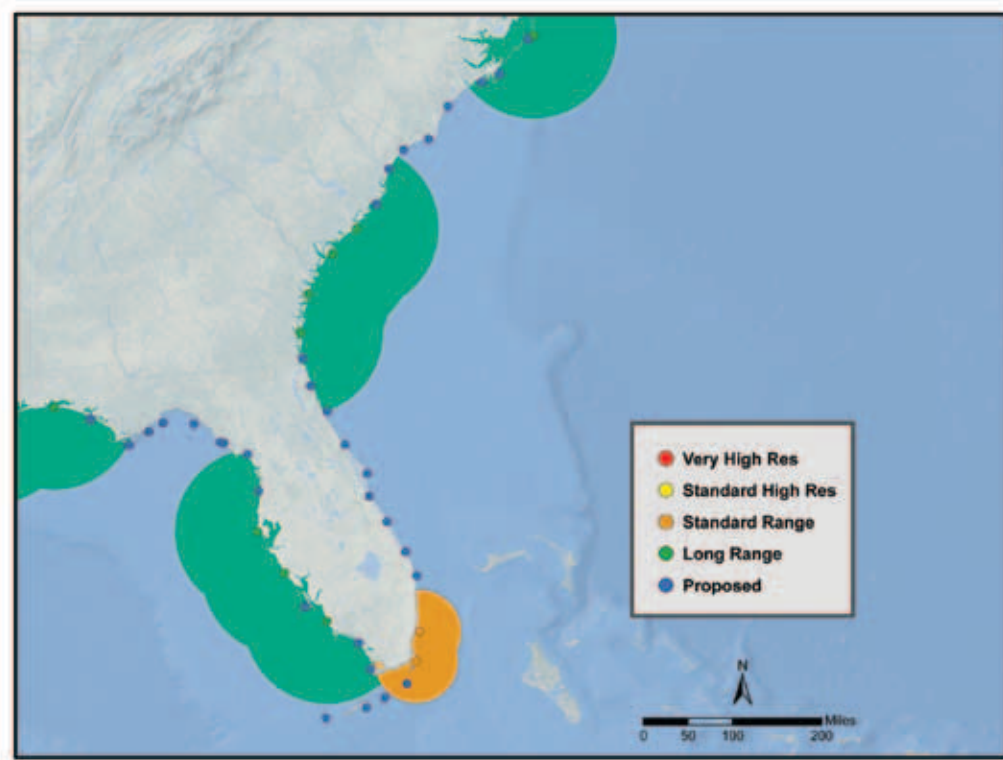 Very High Res
Standard High Res
Standard Range
Long Range
Proposed
N
Miles
0 50 100 200